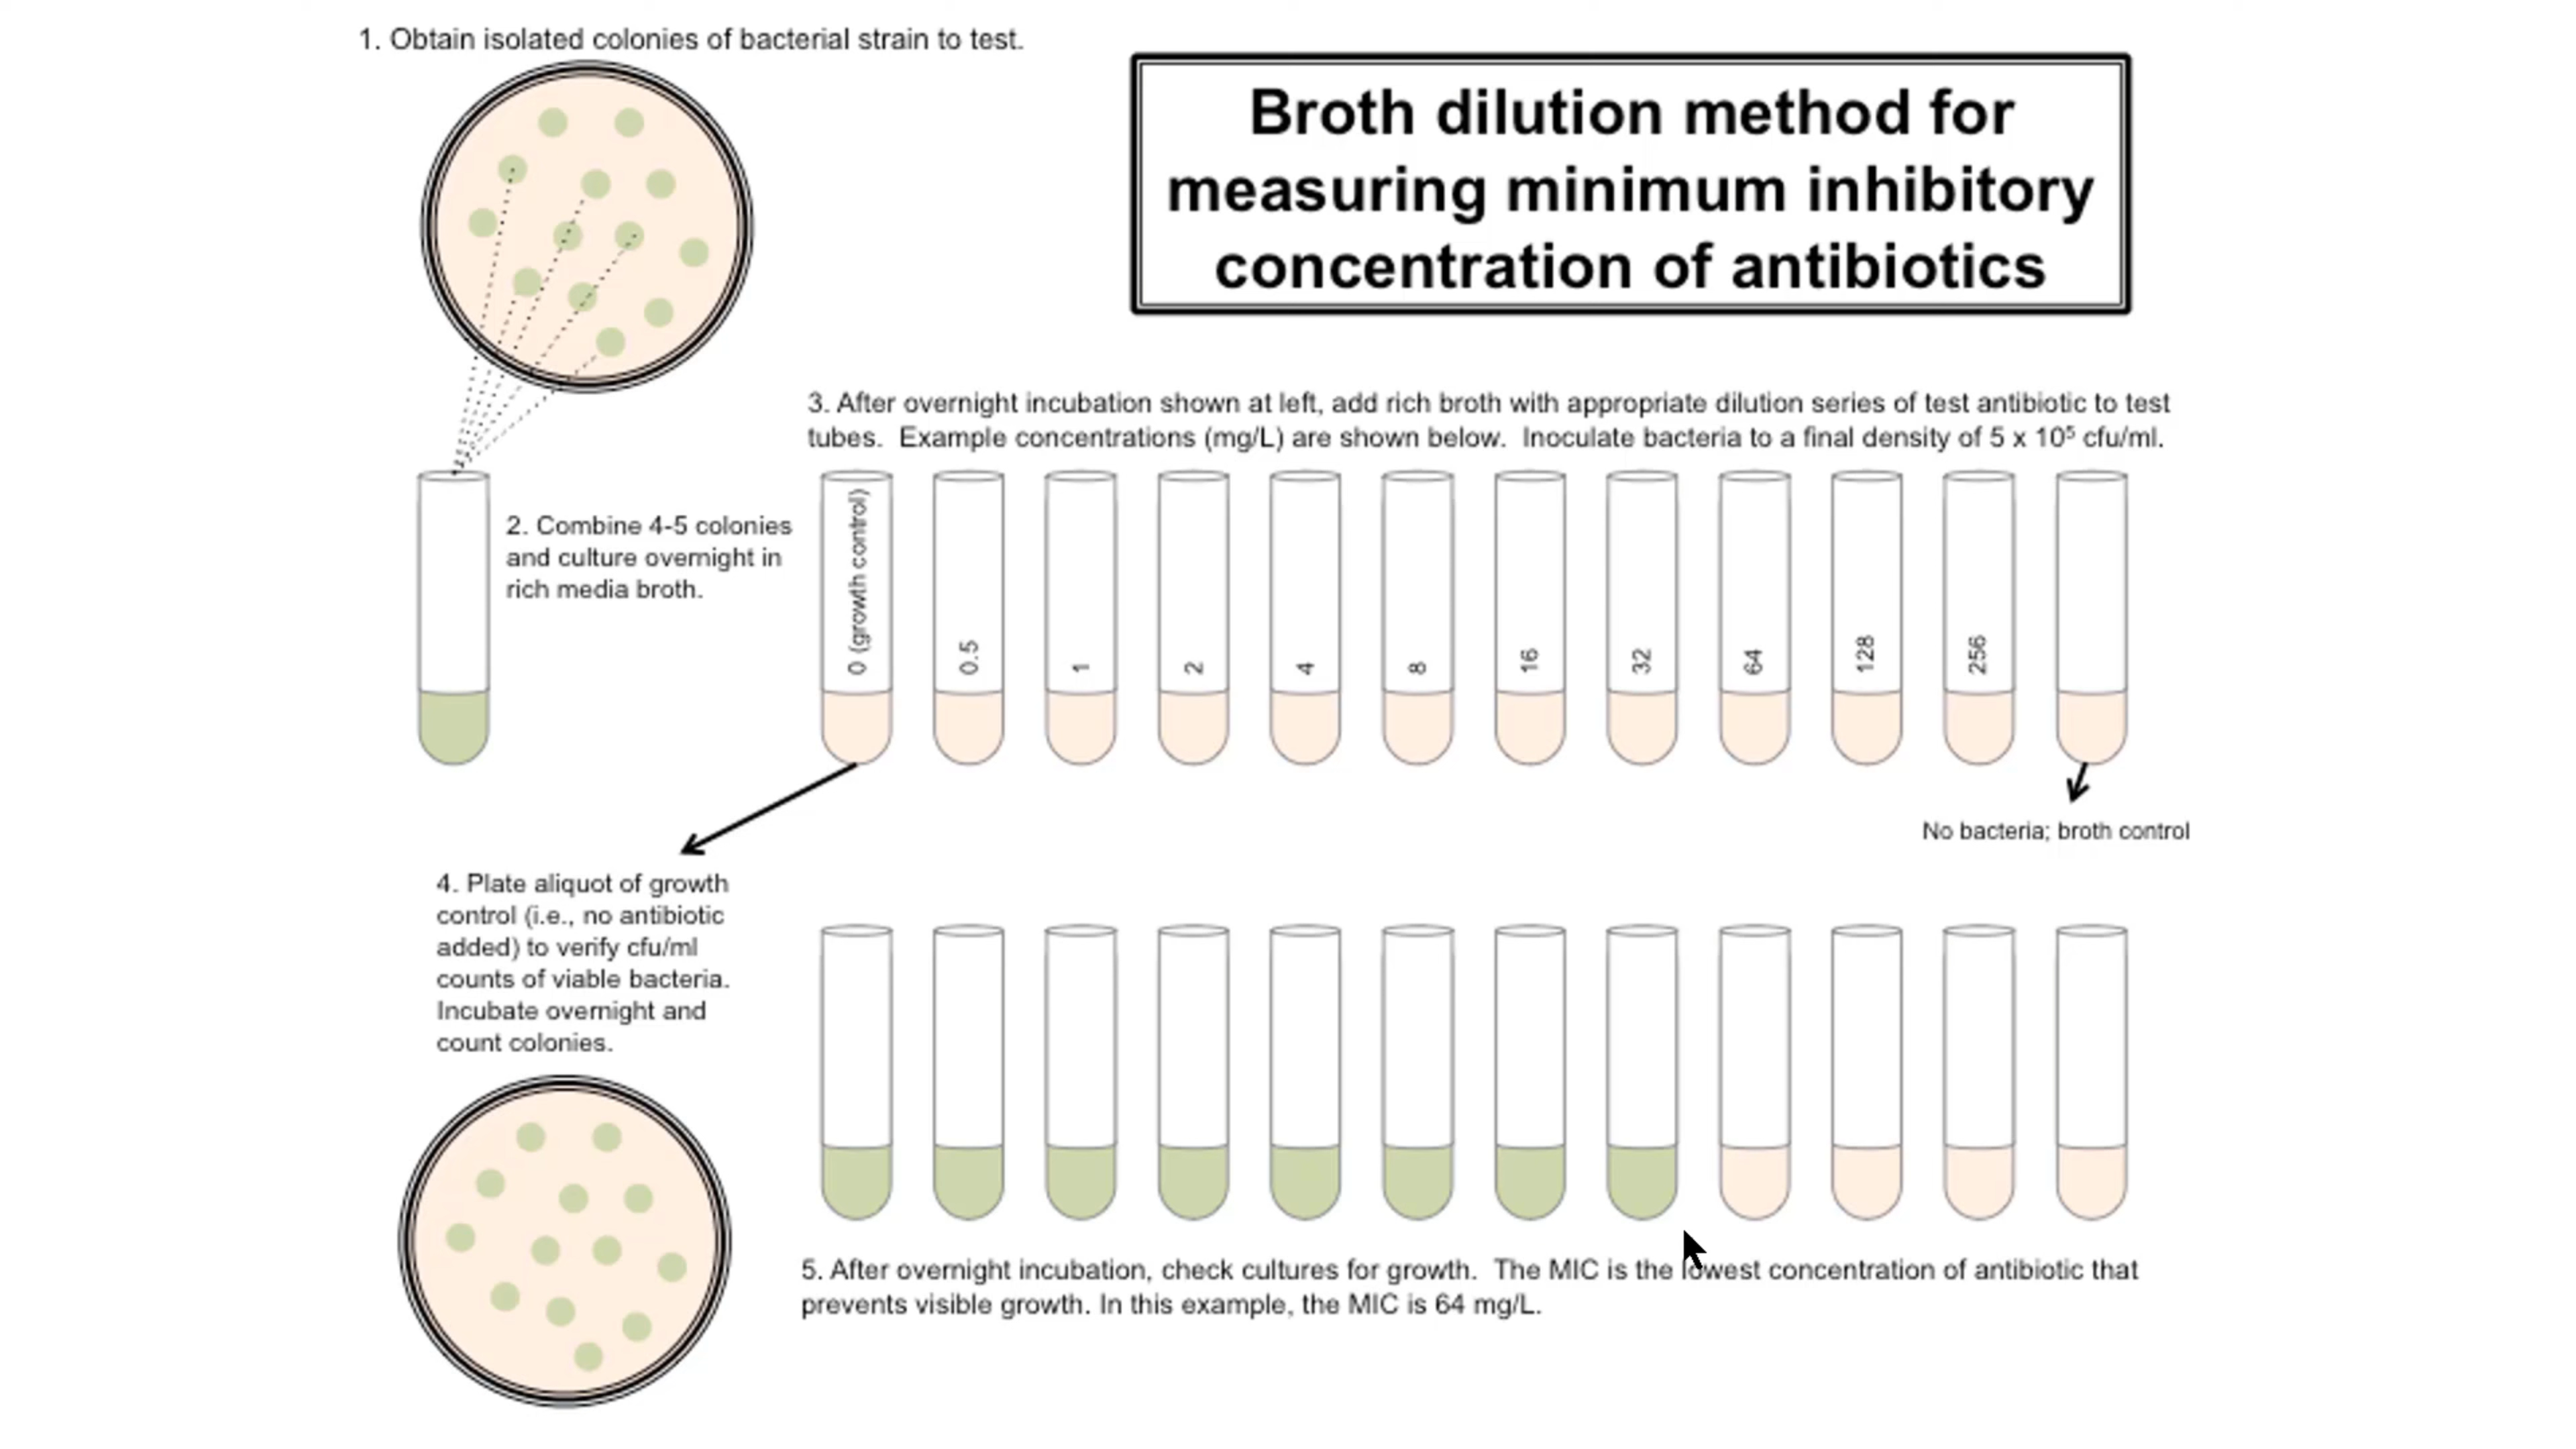 1. Obtain isolated colonies of bacterial strain to test.
Broth dilution method for
measuring minimum inhibitory
concentration of antibiotics
3. After overnight incubation shown at left, add rich broth with appropriate dilution series of test antibiotic to test
tubes.  Example concentrations (mg/L) are shown below.  Inoculate bacteria to a final density of 5 x 10⁵ cfu/ml.
2. Combine 4-5 colonies
and culture overnight in
rich media broth.
0 (growth control)
0.5
1
2
4
8
16
32
64
128
256
No bacteria; broth control
4. Plate aliquot of growth
control (i.e., no antibiotic
added) to verify cfu/ml
counts of viable bacteria.
Incubate overnight and
count colonies.
5. After overnight incubation, check cultures for growth.  The MIC is the lowest concentration of antibiotic that
prevents visible growth. In this example, the MIC is 64 mg/L.